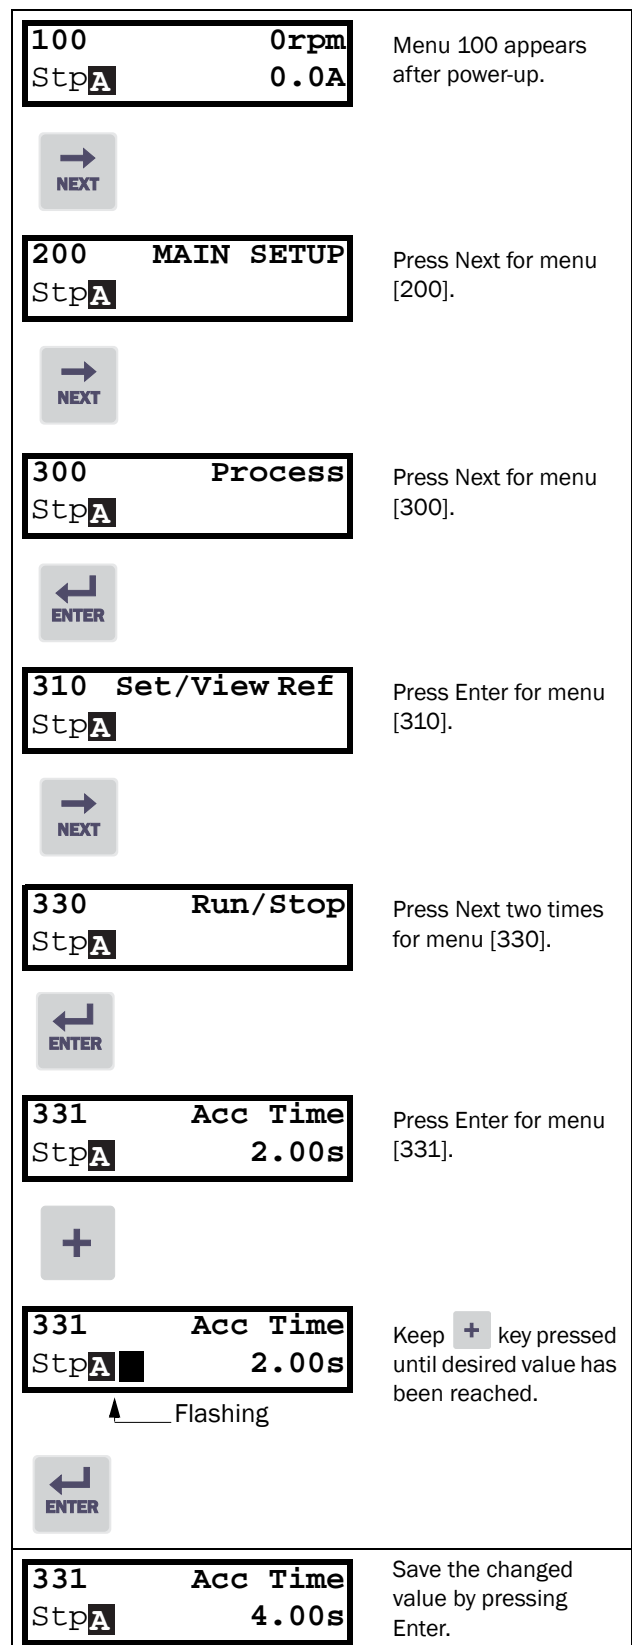 100 0rpm
StpA 0.0A
Menu 100 appears
after power-up.
NEXT
200 MAIN SETUP
StpA
Press Next for menu
[200].
NEXT
300 Process
StpA
Press Next for menu
[300].
ENTER
310 Set/View Ref
StpA
Press Enter for menu
[310].
NEXT
330 Run/Stop
StpA
Press Next two times
for menu [330].
ENTER
331 Acc Time
StpA 2.00s
Press Enter for menu
[331].
+
331 Acc Time
StpA 2.00s
Flashing
Keep + key pressed
until desired value has
been reached.
ENTER
331 Acc Time
StpA 4.00s
Save the changed
value by pressing
Enter.